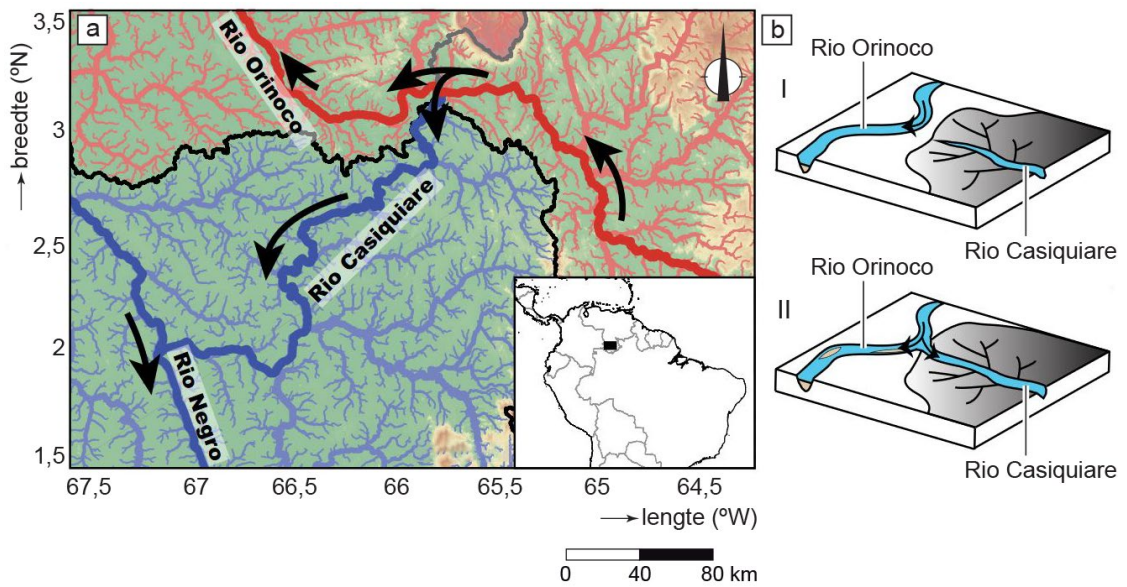 a
3,5
3
2,5
2
1,5
breedte (ºN)
Rio Orinoco
Rio Casiquiare
Rio Negro
67,5 67 66,5 66 65,5 65 64,5
lengte (ºW)
0 40 80 km
b
I
Rio Orinoco
Rio Casiquiare
II
Rio Orinoco
Rio Casiquiare